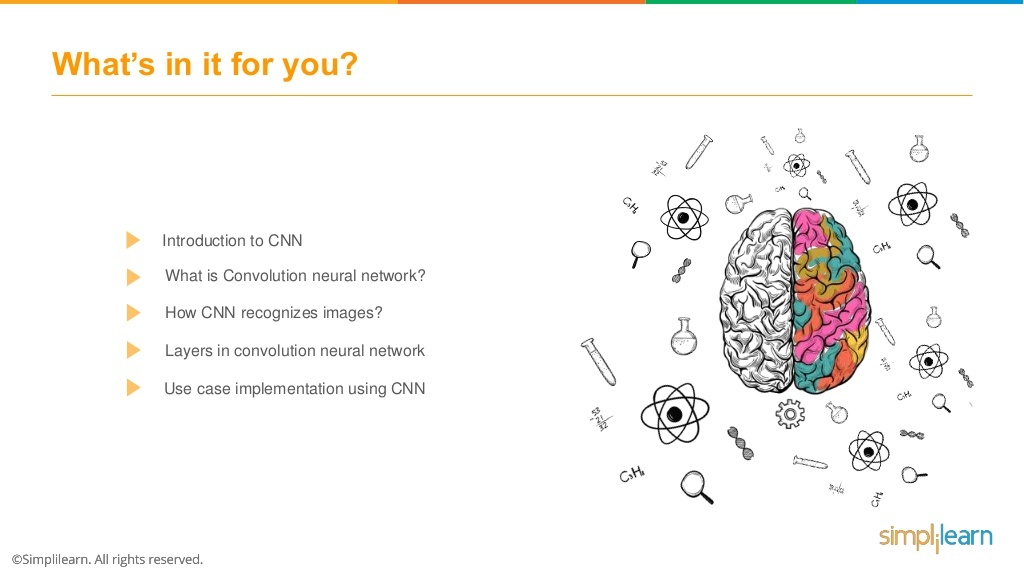 What’s in it for you?
Introduction to CNN
What is Convolution neural network?
How CNN recognizes images?
Layers in convolution neural network
Use case implementation using CNN
simplilearn
©Simplilearn. All rights reserved.